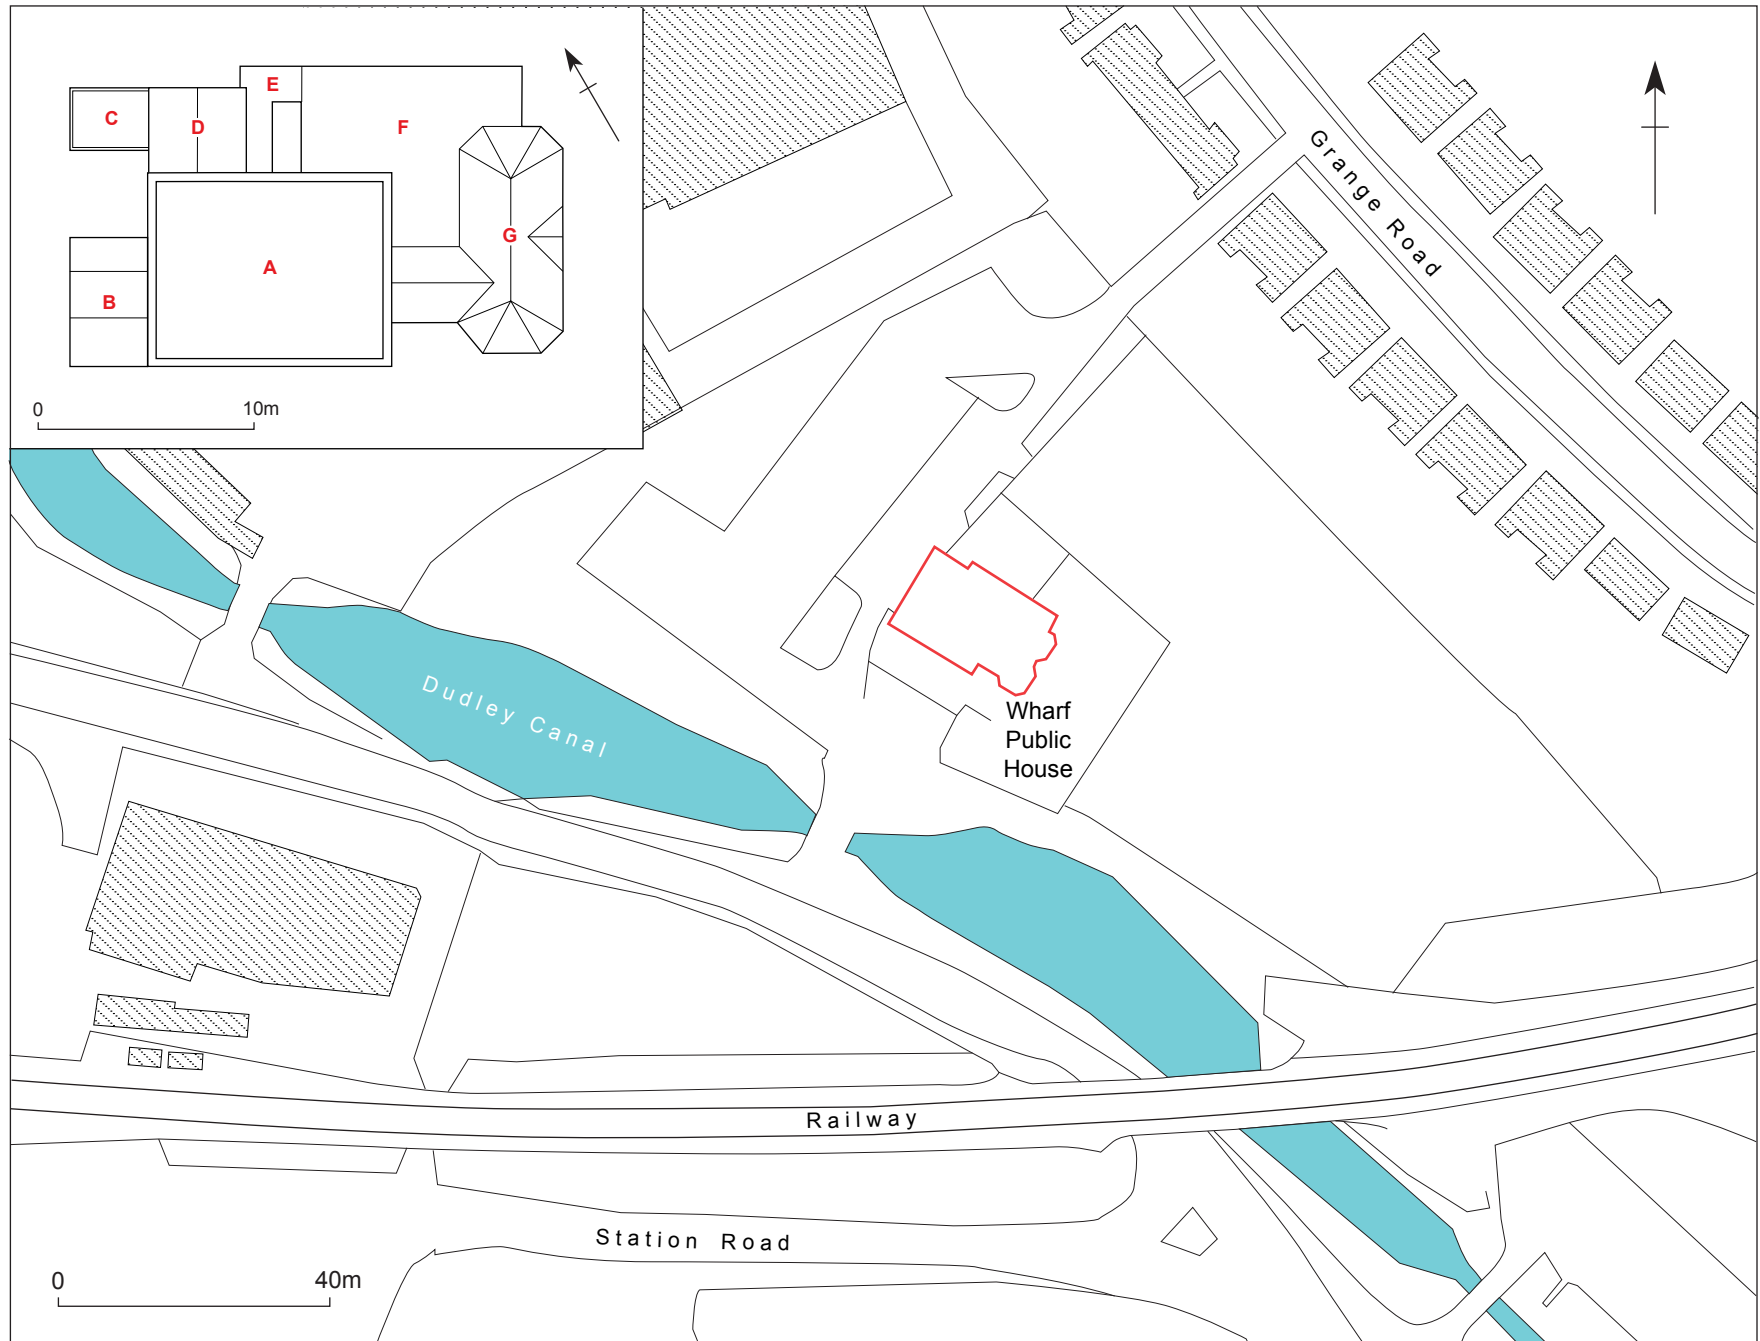 E
C
D
F
G
A
B
0 10m
Grange Road
Dudley Canal
Wharf
Public
House
Railway
Station Road
0 40m